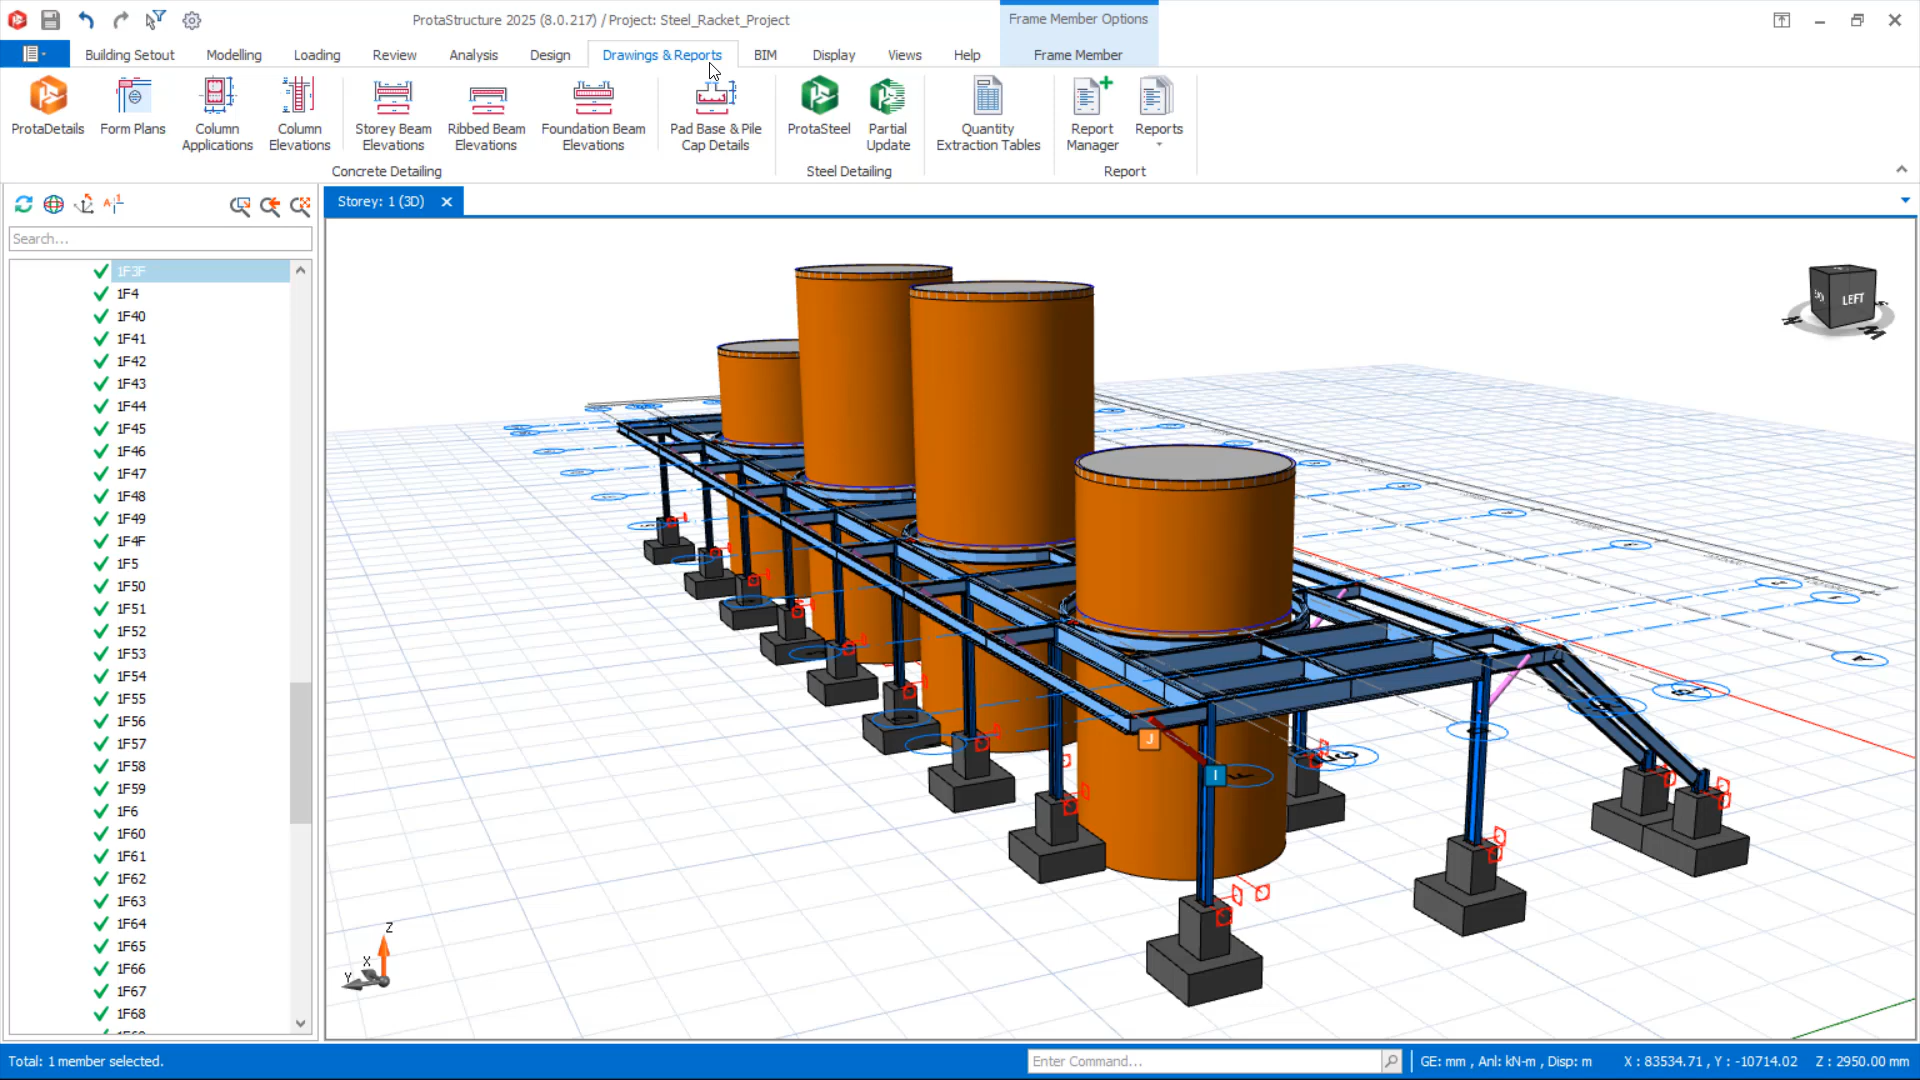 ProtaStructure 2025 (8.0.217) / Project: Steel_Racket_Project
Frame Member Options
Building Setout
Modelling
Loading
Review
Analysis
Design
Drawings & Reports
BIM
Display
Views
Help
Frame Member
ProtaDetails
Form Plans
Column
Applications
Column
Elevations
Storey Beam
Elevations
Ribbed Beam
Elevations
Foundation Beam
Elevations
Pad Base & Pile
Cap Details
ProtaSteel
Partial
Update
Quantity
Extraction Tables
Report
Manager
Reports
Concrete Detailing
Steel Detailing
Report
Storey: 1 (3D)
Search...
1F3F
1F4
1F40
1F41
1F42
1F43
1F44
1F45
1F46
1F47
1F48
1F49
1F4F
1F5
1F50
1F51
1F52
1F53
1F54
1F55
1F56
1F57
1F58
1F59
1F6
1F60
1F61
1F62
1F63
1F64
1F65
1F66
1F67
1F68
LEFT
J
I
Z
X
Y
Total: 1 member selected.
Enter Command...
GE: mm , Anl: kN-m , Disp: m
X : 83534.71 , Y : -10714.02
Z : 2950.00 mm